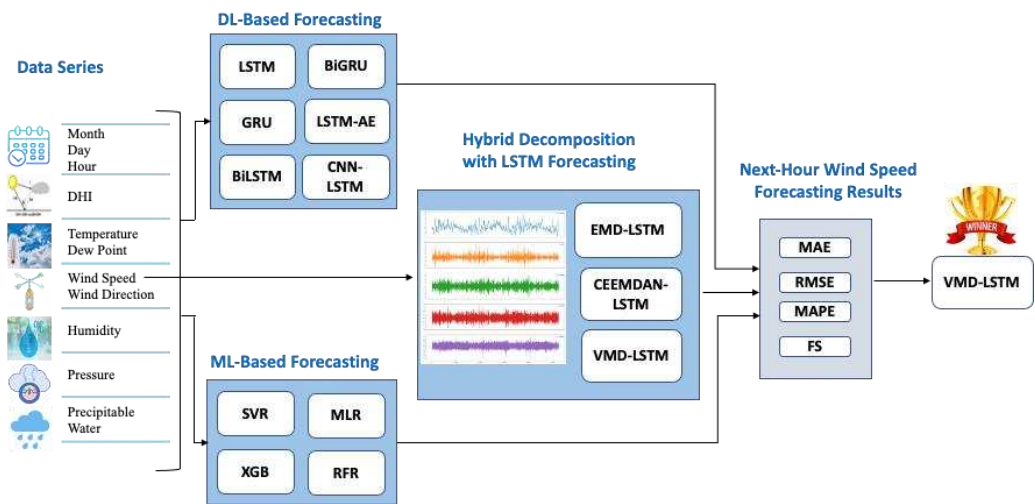 Data Series
Month
Day
Hour
DHI
Temperature
Dew Point
Wind Speed
Wind Direction
Humidity
Pressure
Precipitable
Water
DL-Based Forecasting
LSTM
BiGRU
GRU
LSTM-AE
BiLSTM
CNN-
LSTM
ML-Based Forecasting
SVR
MLR
XGB
RFR
Hybrid Decomposition
with LSTM Forecasting
EMD-LSTM
CEEMDAN-
LSTM
VMD-LSTM
Next-Hour Wind Speed
Forecasting Results
MAE
RMSE
MAPE
FS
WINNER
VMD-LSTM